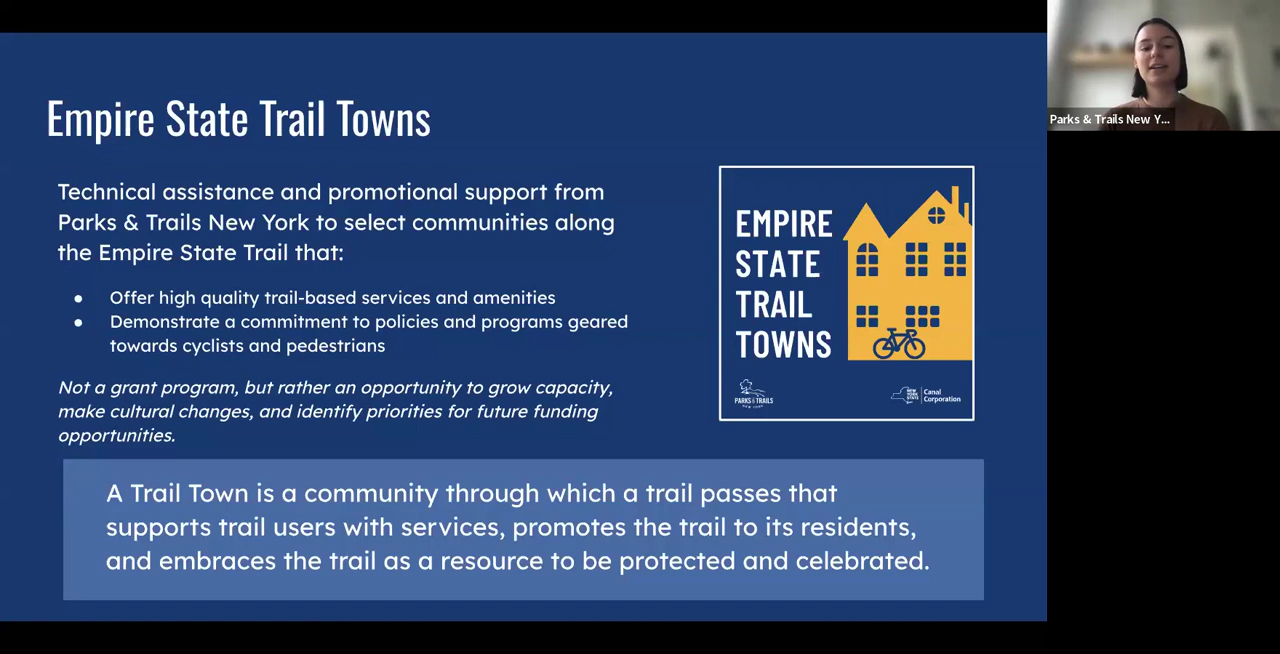 Empire State Trail Towns
Technical assistance and promotional support from
Parks & Trails New York to select communities along
the Empire State Trail that:
● Offer high quality trail-based services and amenities
● Demonstrate a commitment to policies and programs geared
towards cyclists and pedestrians
Not a grant program, but rather an opportunity to grow capacity,
make cultural changes, and identify priorities for future funding
opportunities.
EMPIRE
STATE
TRAIL
TOWNS
PARKS & TRAILS
NEW YORK
NEW
YORK
STATE
Canal
Corporation
A Trail Town is a community through which a trail passes that
supports trail users with services, promotes the trail to its residents,
and embraces the trail as a resource to be protected and celebrated.
Parks & Trails New Y...